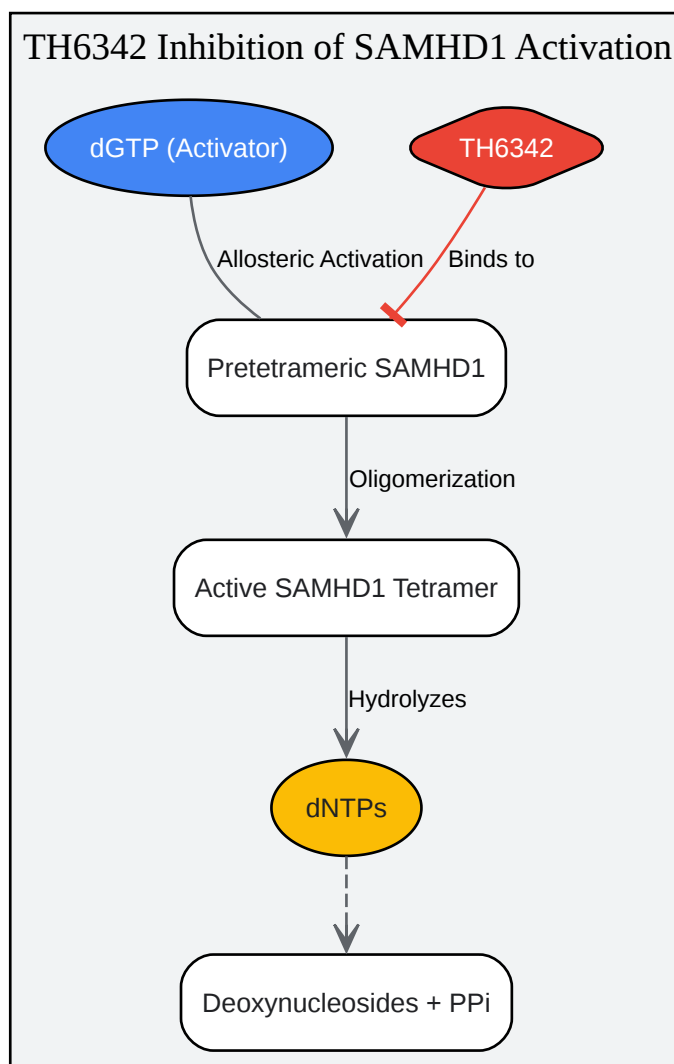 TH6342 Inhibition of SAMHD1 Activation
dGTP (Activator)
TH6342
Allosteric Activation
Binds to
Pretetrameric SAMHD1
Oligomerization
Active SAMHD1 Tetramer
Hydrolyzes
dNTPs
Deoxynucleosides + PPi